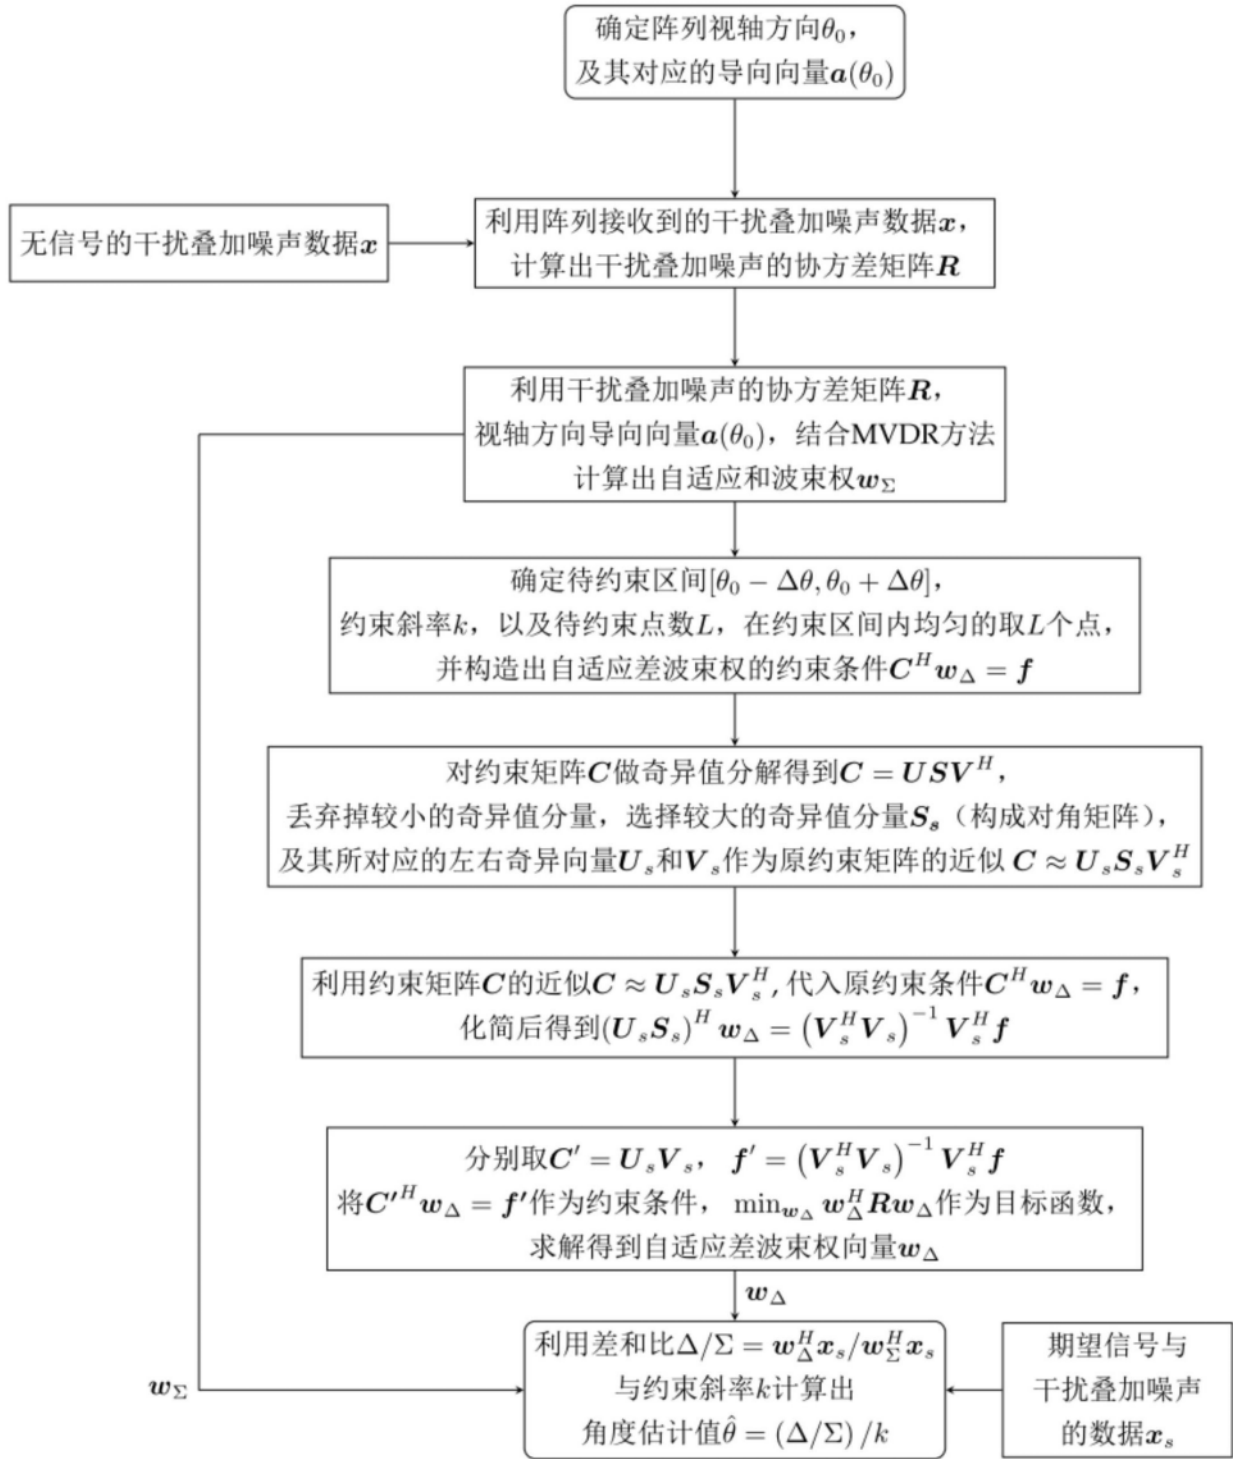 确定阵列视轴方向θ₀，
及其对应的导向向量a(θ₀)
无信号的干扰叠加噪声数据x
利用阵列接收到的干扰叠加噪声数据x，
计算出干扰叠加噪声的协方差矩阵R
利用干扰叠加噪声的协方差矩阵R，
视轴方向导向向量a(θ₀)，结合MVDR方法
计算出自适应和波束权w_Σ
确定待约束区间[θ₀ − Δθ, θ₀ + Δθ]，
约束斜率k，以及待约束点数L，在约束区间内均匀的取L个点，
并构造出自适应差波束权的约束条件C^H w_Δ = f
对约束矩阵C做奇异值分解得到C = USV^H，
丢弃掉较小的奇异值分量，选择较大的奇异值分量S_s（构成对角矩阵），
及其所对应的左右奇异向量U_s和V_s作为原约束矩阵的近似 C ≈ U_s S_s V_s^H
利用约束矩阵C的近似C ≈ U_s S_s V_s^H, 代入原约束条件C^H w_Δ = f，
化简后得到(U_s S_s)^H w_Δ = (V_s^H V_s)^{-1} V_s^H f
分别取C′ = U_s V_s， f′ = (V_s^H V_s)^{-1} V_s^H f
将C′^H w_Δ = f′作为约束条件， min_{w_Δ} w_Δ^H R w_Δ作为目标函数，
求解得到自适应差波束权向量w_Δ
w_Δ
w_Σ
利用差和比Δ/Σ = w_Δ^H x_s / w_Σ^H x_s
与约束斜率k计算出
角度估计值θ̂ = (Δ/Σ) /k
期望信号与
干扰叠加噪声
的数据x_s